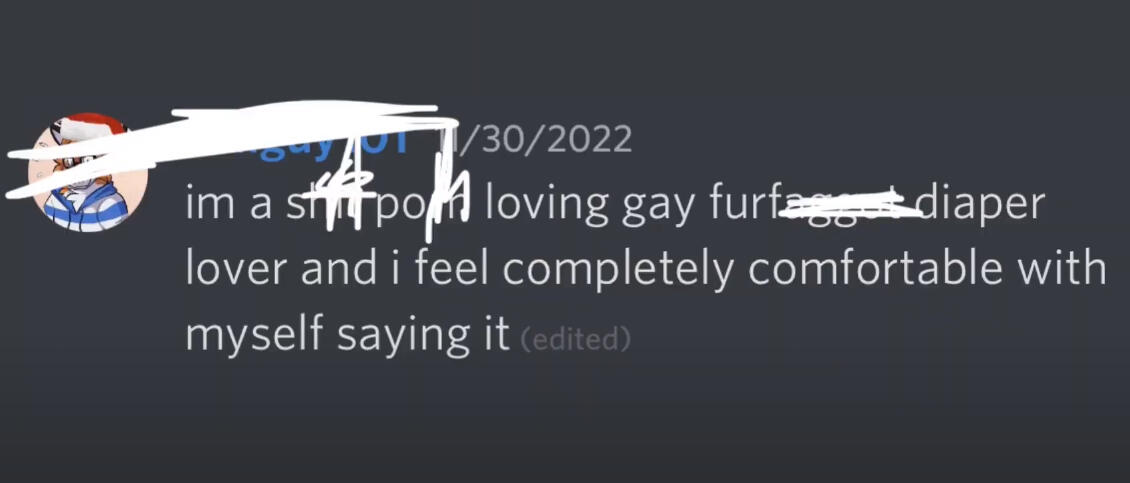 /30/2022
im a loving gay diaper
lover and i feel completely comfortable with
myself saying it (edited)